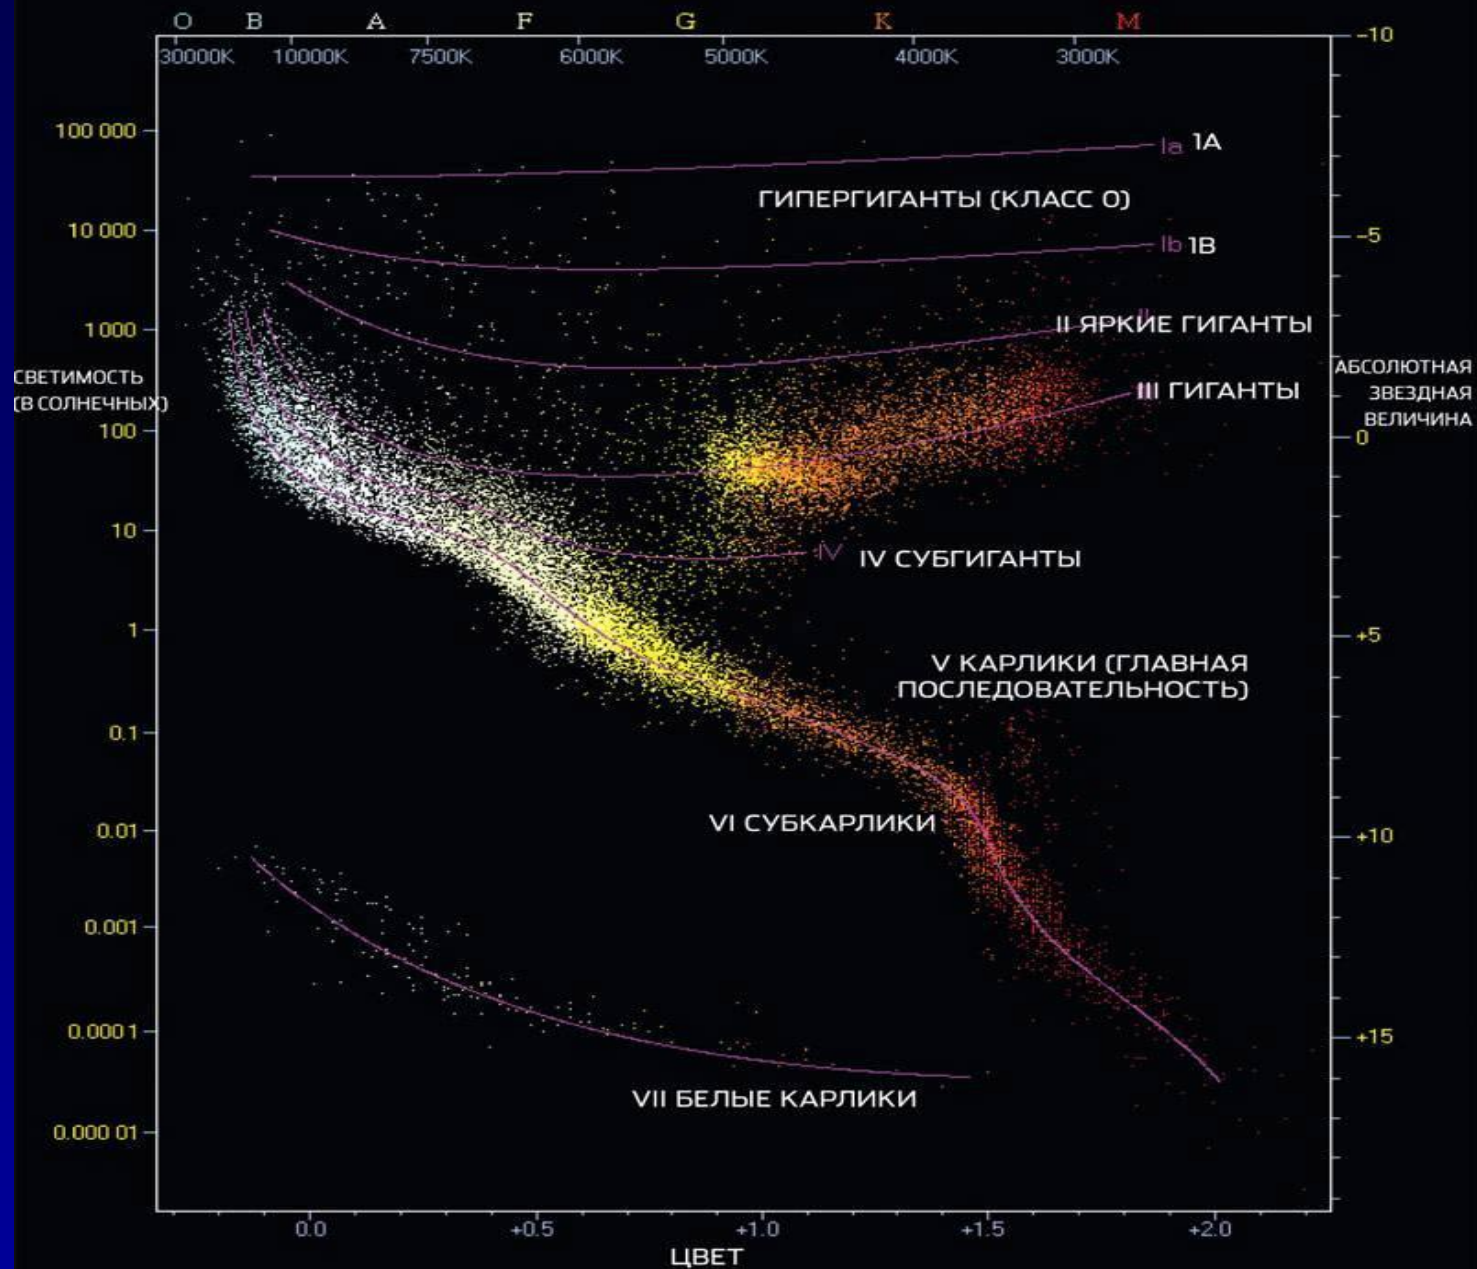 O B A F G K M
30000K 10000K 7500K 6000K 5000K 4000K 3000K
-10
100 000
Ia 1A
ГИПЕРГИГАНТЫ (КЛАСС 0)
10 000
-5
Ib 1B
1 000
II
II ЯРКИЕ ГИГАНТЫ
СВЕТИМОСТЬ
(В СОЛНЕЧНЫХ)
АБСОЛЮТНАЯ
ЗВЕЗДНАЯ
ВЕЛИЧИНА
III ГИГАНТЫ
100
0
10
IV
IV СУБГИГАНТЫ
1
+5
V КАРЛИКИ (ГЛАВНАЯ
ПОСЛЕДОВАТЕЛЬНОСТЬ)
0.1
VI СУБКАРЛИКИ
0.01
+10
0.001
0.0001
+15
VII БЕЛЫЕ КАРЛИКИ
0.000 01
0.0 +0.5 +1.0 +1.5 +2.0
ЦВЕТ